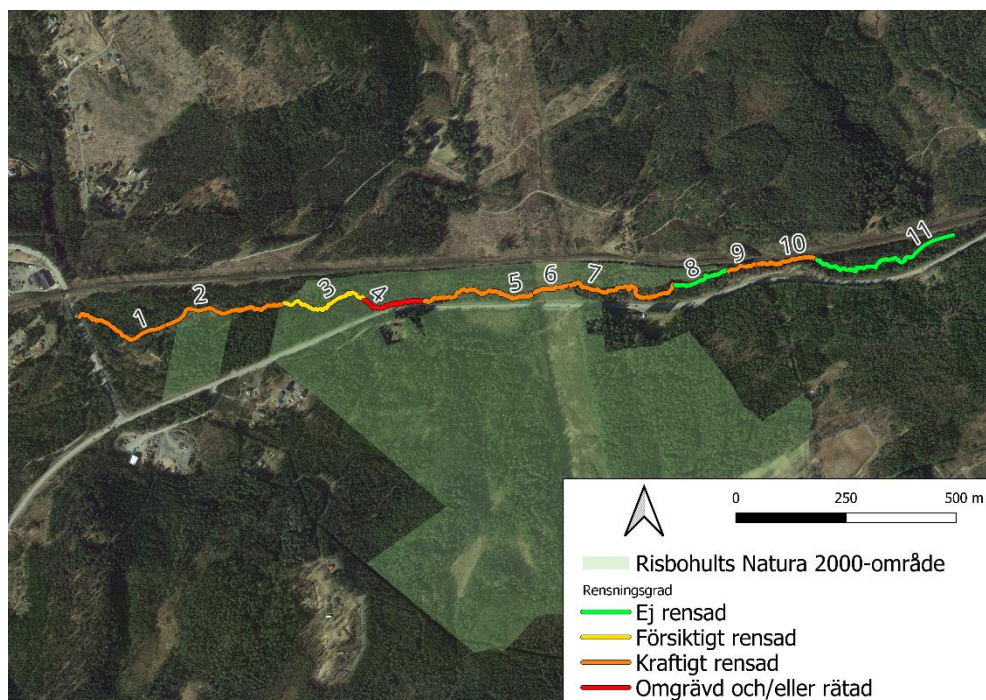 1
2
3
4
5
6
7
8
9
10
11
0 250 500 m
Risbohults Natura 2000-område
Rensningsgrad
Ej rensad
Försiktigt rensad
Kraftigt rensad
Omgrävd och/eller rätad